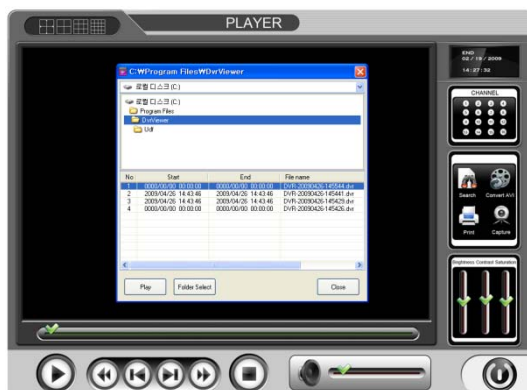 PLAYER
END
02 / 19 / 2009
14:27:32
C:₩Program Files₩DvrViewer
로컬 디스크 (C:)
로컬 디스크 (C:)
Program Files
DvrViewer
Udf
No Start End File name
1 0000/00/00 00:00:00 0000/00/00 00:00:00 DVR-20090426-145544.dvr
2 2009/04/26 14:43:46 2009/04/26 14:43:46 DVR-20090426-145441.dvr
3 2009/04/26 14:43:46 2009/04/26 14:43:46 DVR-20090426-145429.dvr
4 0000/00/00 00:00:00 0000/00/00 00:00:00 DVR-20090426-145426.dvr
Play Folder Select Close
CHANNEL
Search Convert AVI
Print Capture
Brightness Contrast Saturation